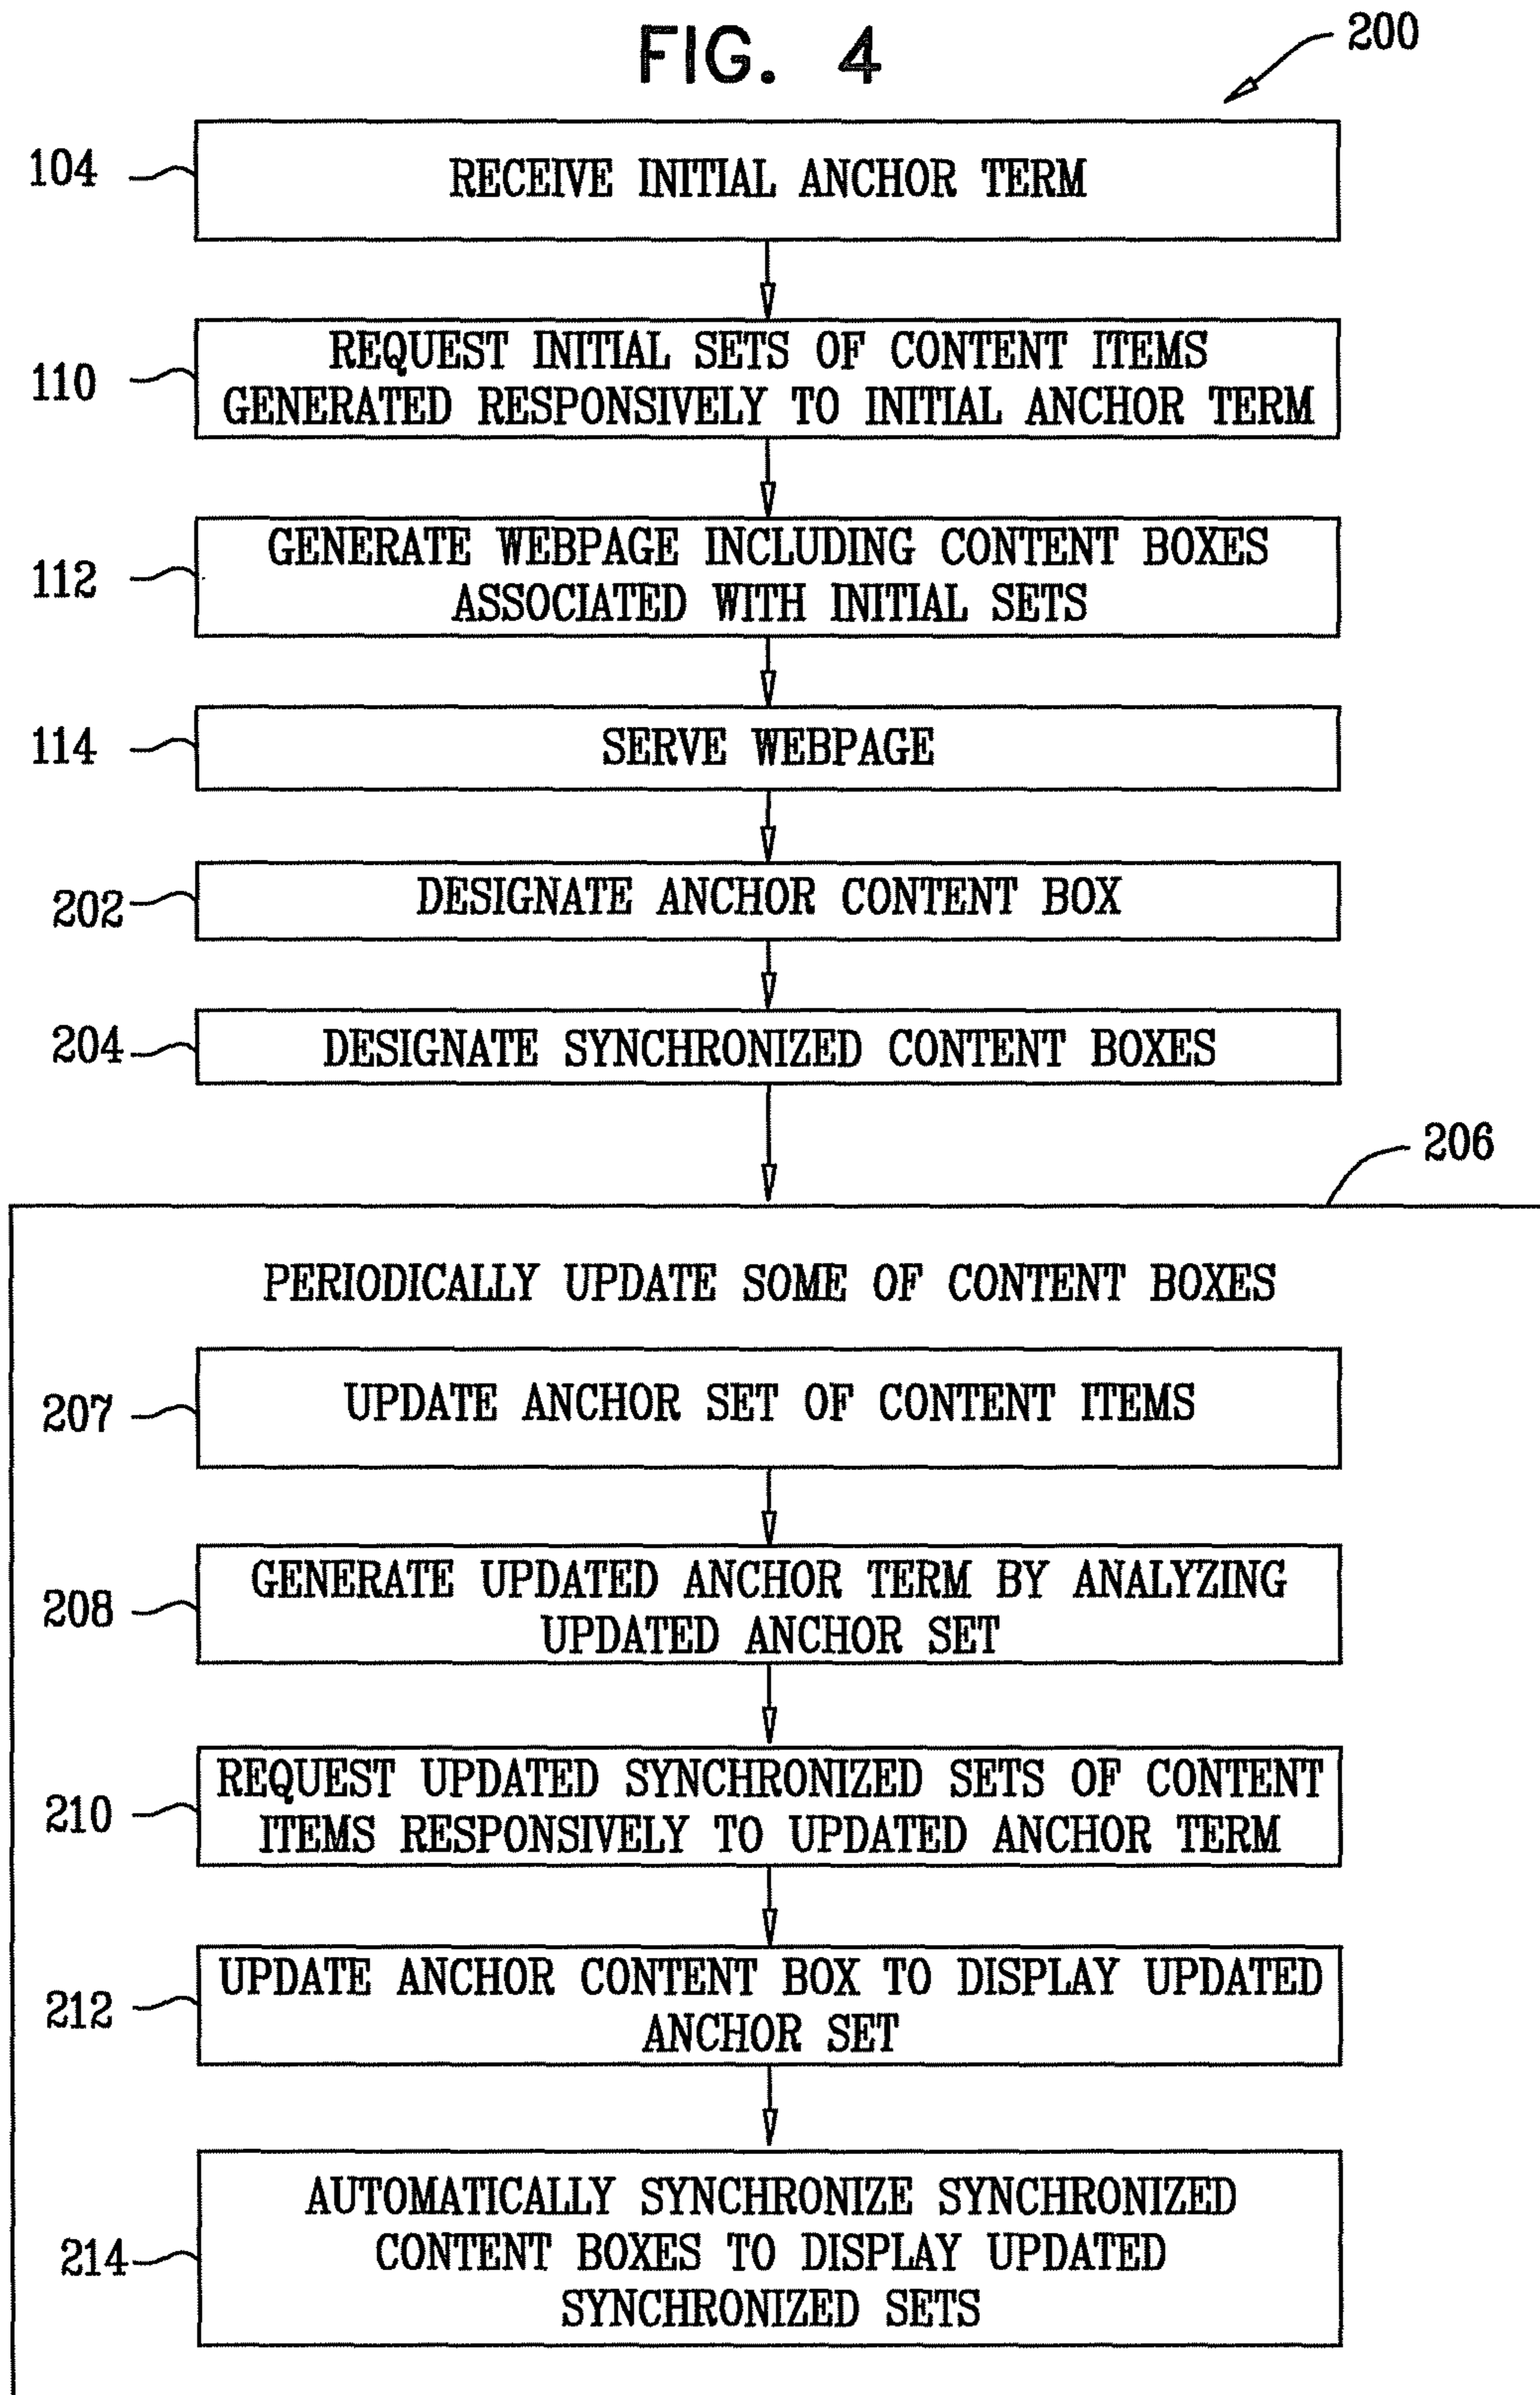 FIG. 4
200
104
RECEIVE INITIAL ANCHOR TERM
110
REQUEST INITIAL SETS OF CONTENT ITEMS
GENERATED RESPONSIVELY TO INITIAL ANCHOR TERM
112
GENERATE WEBPAGE INCLUDING CONTENT BOXES
ASSOCIATED WITH INITIAL SETS
114
SERVE WEBPAGE
202
DESIGNATE ANCHOR CONTENT BOX
204
DESIGNATE SYNCHRONIZED CONTENT BOXES
206
PERIODICALLY UPDATE SOME OF CONTENT BOXES
207
UPDATE ANCHOR SET OF CONTENT ITEMS
208
GENERATE UPDATED ANCHOR TERM BY ANALYZING
UPDATED ANCHOR SET
210
REQUEST UPDATED SYNCHRONIZED SETS OF CONTENT
ITEMS RESPONSIVELY TO UPDATED ANCHOR TERM
212
UPDATE ANCHOR CONTENT BOX TO DISPLAY UPDATED
ANCHOR SET
214
AUTOMATICALLY SYNCHRONIZE SYNCHRONIZED
CONTENT BOXES TO DISPLAY UPDATED
SYNCHRONIZED SETS